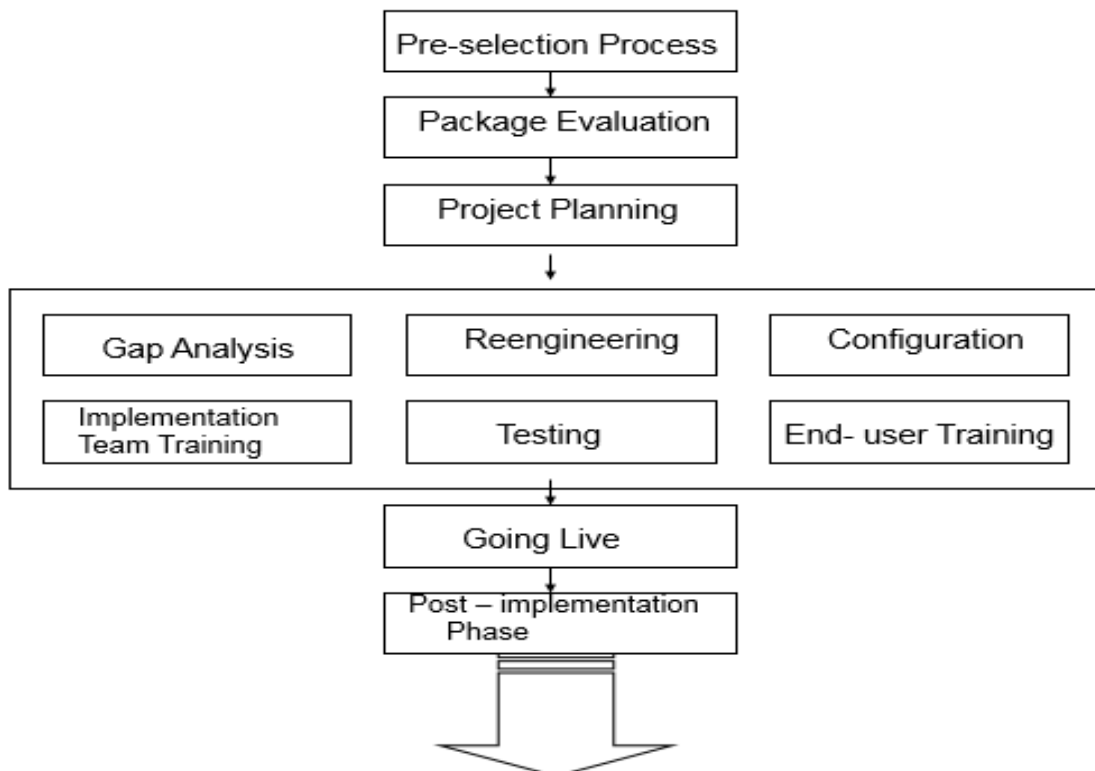 Pre-selection Process
Package Evaluation
Project Planning
Gap Analysis
Reengineering
Configuration
Implementation
Team Training
Testing
End- user Training
Going Live
Post – implementation
Phase